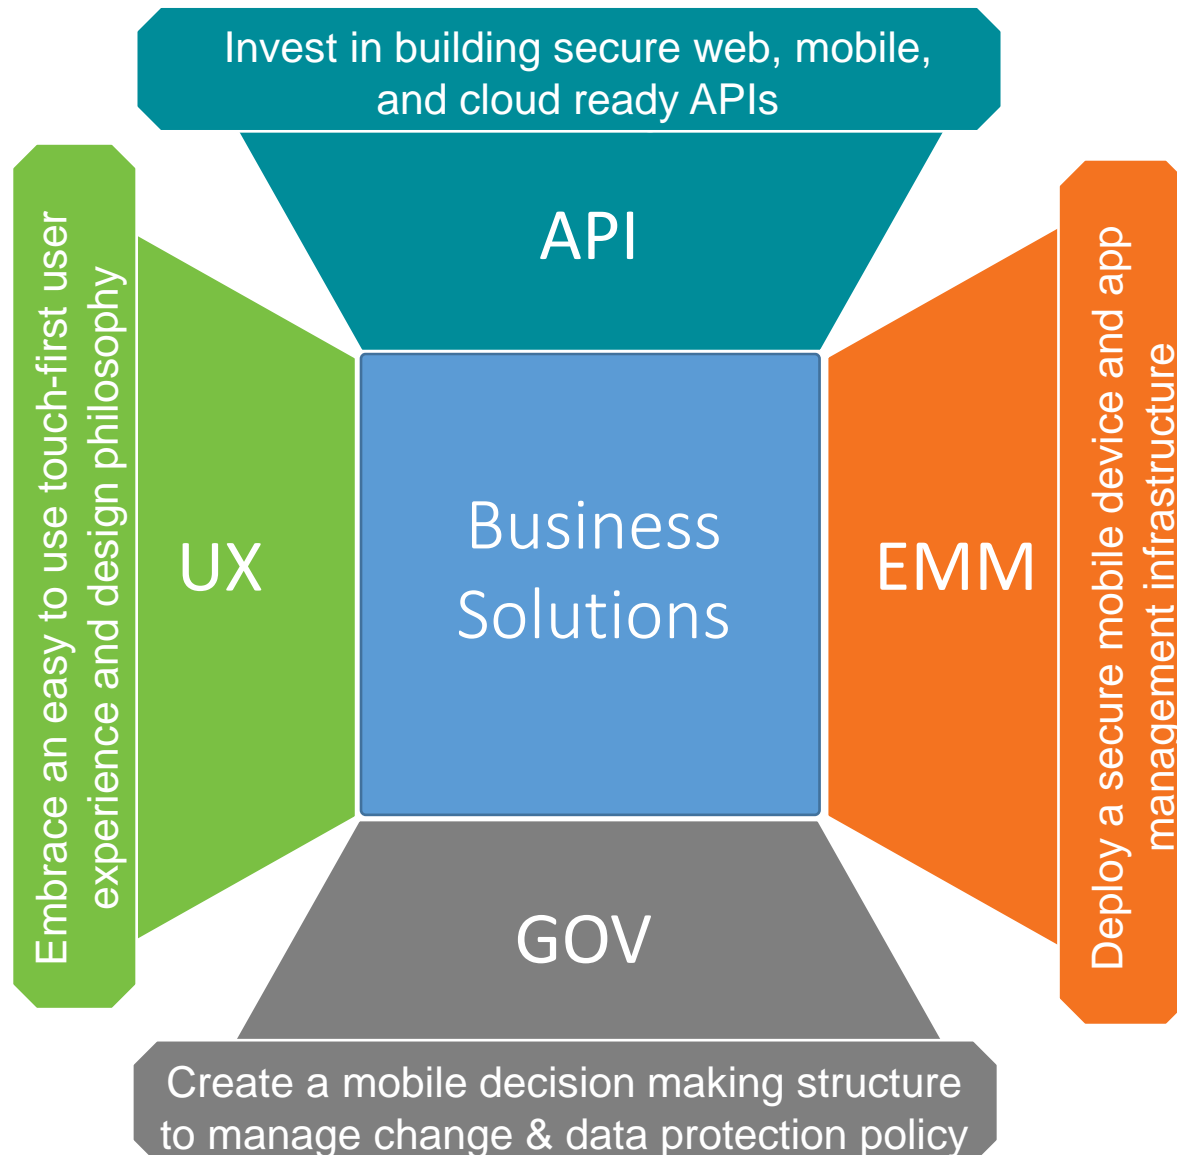 Invest in building secure web, mobile,
and cloud ready APIs
API
Embrace an easy to use touch-first user
experience and design philosophy
UX
Business
Solutions
EMM
Deploy a secure mobile device and app
management infrastructure
GOV
Create a mobile decision making structure
to manage change & data protection policy